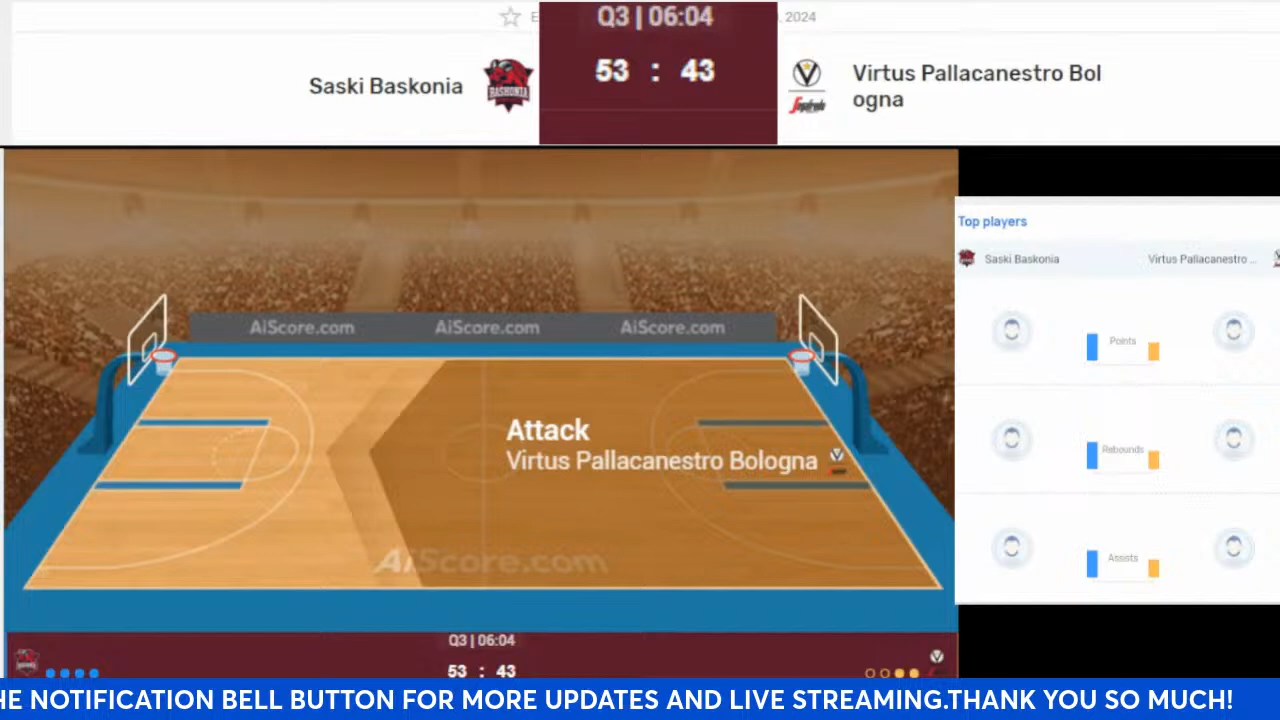 Q3 | 06:04
, 2024
53 : 43
Saski Baskonia
BASKONIA
Virtus Pallacanestro Bol
ogna
Top players
Saski Baskonia
Virtus Pallacanestro ...
AiScore.com
AiScore.com
AiScore.com
Points
Attack
Virtus Pallacanestro Bologna
Rebounds
AiScore.com
Assists
Q3 | 06:04
53 : 43
HE NOTIFICATION BELL BUTTON FOR MORE UPDATES AND LIVE STREAMING.THANK YOU SO MUCH!